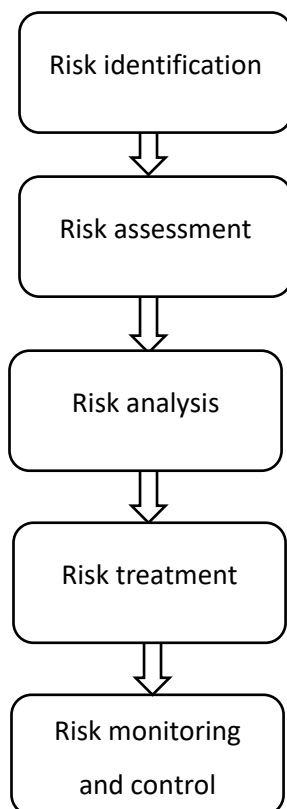 Risk identification
Risk assessment
Risk analysis
Risk treatment
Risk monitoring
and control